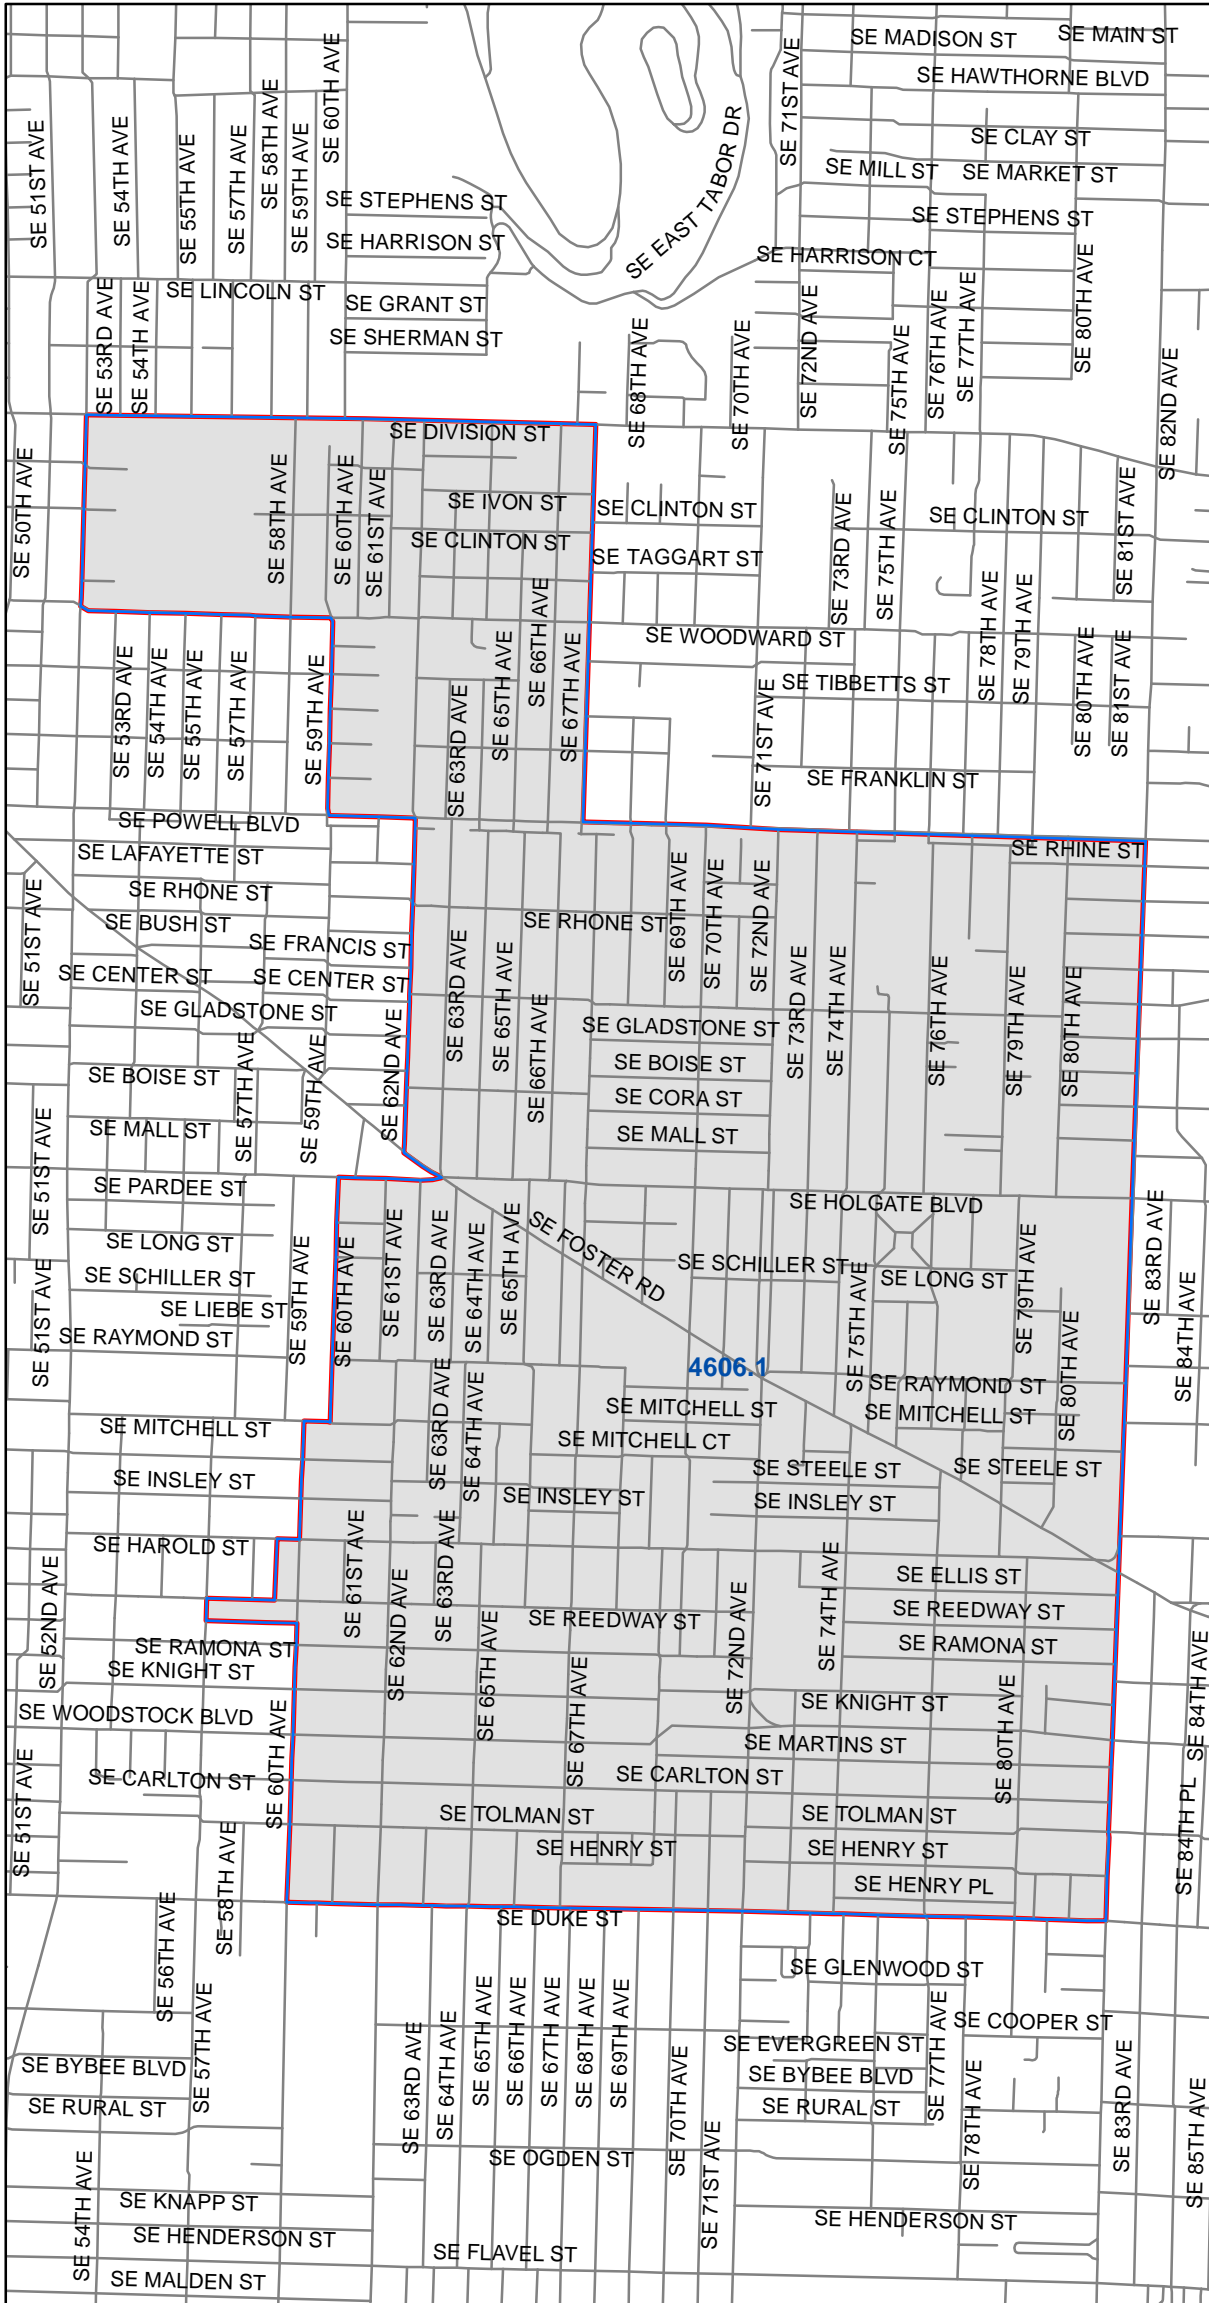 SE MADISON ST
SE MAIN ST
SE HAWTHORNE BLVD
SE 60TH AVE
SE 71ST AVE
SE 58TH AVE
SE 51ST AVE
SE 54TH AVE
SE 55TH AVE
SE 57TH AVE
SE 59TH AVE
SE CLAY ST
SE EAST TABOR DR
SE MILL ST
SE MARKET ST
SE STEPHENS ST
SE STEPHENS ST
SE HARRISON ST
SE HARRISON CT
SE LINCOLN ST
SE GRANT ST
SE SHERMAN ST
SE 53RD AVE
SE 54TH AVE
SE 68TH AVE
SE 70TH AVE
SE 72ND AVE
SE 75TH AVE
SE 76TH AVE
SE 77TH AVE
SE 80TH AVE
SE 82ND AVE
SE DIVISION ST
SE 50TH AVE
SE 58TH AVE
SE 60TH AVE
SE 61ST AVE
SE IVON ST
SE CLINTON ST
SE CLINTON ST
SE CLINTON ST
SE TAGGART ST
SE 73RD AVE
SE 75TH AVE
SE 81ST AVE
SE 78TH AVE
SE 79TH AVE
SE WOODWARD ST
SE TIBBETTS ST
SE 66TH AVE
SE 65TH AVE
SE 67TH AVE
SE 63RD AVE
SE 53RD AVE
SE 54TH AVE
SE 55TH AVE
SE 57TH AVE
SE 59TH AVE
SE 71ST AVE
SE 80TH AVE
SE 81ST AVE
SE FRANKLIN ST
SE POWELL BLVD
SE LAFAYETTE ST
SE RHINE ST
SE RHONE ST
SE BUSH ST
SE RHONE ST
SE FRANCIS ST
SE CENTER ST
SE CENTER ST
SE GLADSTONE ST
SE 51ST AVE
SE 69TH AVE
SE 70TH AVE
SE 72ND AVE
SE 63RD AVE
SE 65TH AVE
SE 66TH AVE
SE 73RD AVE
SE 74TH AVE
SE 76TH AVE
SE 79TH AVE
SE 80TH AVE
SE GLADSTONE ST
SE BOISE ST
SE BOISE ST
SE CORA ST
SE MALL ST
SE MALL ST
SE 57TH AVE
SE 59TH AVE
SE 62ND AVE
SE 51ST AVE
SE PARDEE ST
SE HOLGATE BLVD
SE LONG ST
SE SCHILLER ST
SE LIEBE ST
SE RAYMOND ST
SE FOSTER RD
SE SCHILLER ST
SE LONG ST
SE 51ST AVE
SE 59TH AVE
SE 60TH AVE
SE 61ST AVE
SE 63RD AVE
SE 64TH AVE
SE 65TH AVE
SE 75TH AVE
SE 79TH AVE
SE 80TH AVE
SE 83RD AVE
SE 84TH AVE
4606.1
SE RAYMOND ST
SE MITCHELL ST
SE MITCHELL ST
SE MITCHELL ST
SE MITCHELL CT
SE 63RD AVE
SE 64TH AVE
SE STEELE ST
SE STEELE ST
SE INSLEY ST
SE INSLEY ST
SE INSLEY ST
SE HAROLD ST
SE 52ND AVE
SE 61ST AVE
SE 62ND AVE
SE 63RD AVE
SE 65TH AVE
SE 67TH AVE
SE 72ND AVE
SE 74TH AVE
SE ELLIS ST
SE REEDWAY ST
SE REEDWAY ST
SE RAMONA ST
SE RAMONA ST
SE KNIGHT ST
SE KNIGHT ST
SE WOODSTOCK BLVD
SE MARTINS ST
SE CARLTON ST
SE CARLTON ST
SE 51ST AVE
SE 60TH AVE
SE 80TH AVE
SE 84TH AVE
SE 84TH PL
SE TOLMAN ST
SE TOLMAN ST
SE HENRY ST
SE HENRY ST
SE HENRY PL
SE DUKE ST
SE 58TH AVE
SE 56TH AVE
SE 57TH AVE
SE GLENWOOD ST
SE COOPER ST
SE EVERGREEN ST
SE BYBEE BLVD
SE BYBEE BLVD
SE RURAL ST
SE RURAL ST
SE 63RD AVE
SE 64TH AVE
SE 65TH AVE
SE 66TH AVE
SE 67TH AVE
SE 68TH AVE
SE 69TH AVE
SE 70TH AVE
SE 71ST AVE
SE 77TH AVE
SE 78TH AVE
SE 83RD AVE
SE 85TH AVE
SE OGDEN ST
SE 54TH AVE
SE KNAPP ST
SE HENDERSON ST
SE HENDERSON ST
SE FLAVEL ST
SE MALDEN ST